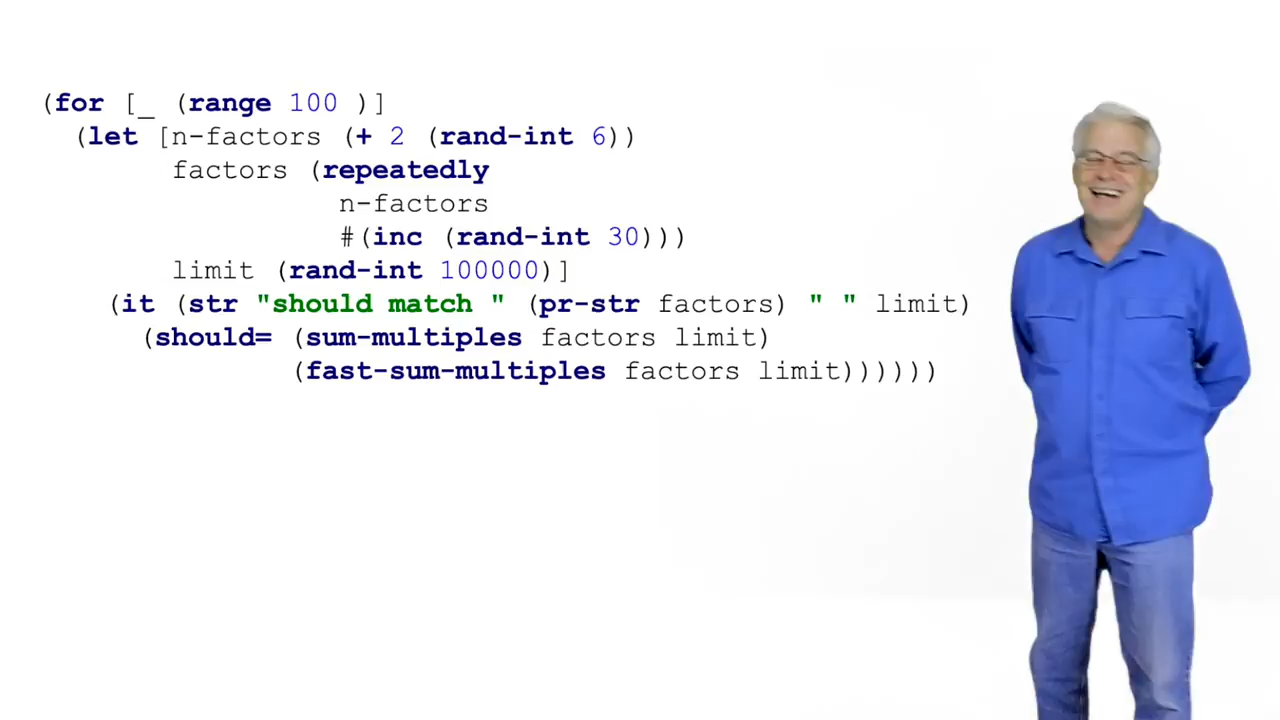 (for [_ (range 100 )]
  (let [n-factors (+ 2 (rand-int 6))
        factors (repeatedly
                  n-factors
                  #(inc (rand-int 30)))
        limit (rand-int 100000)]
    (it (str "should match " (pr-str factors) " " limit)
      (should= (sum-multiples factors limit)
               (fast-sum-multiples factors limit))))))